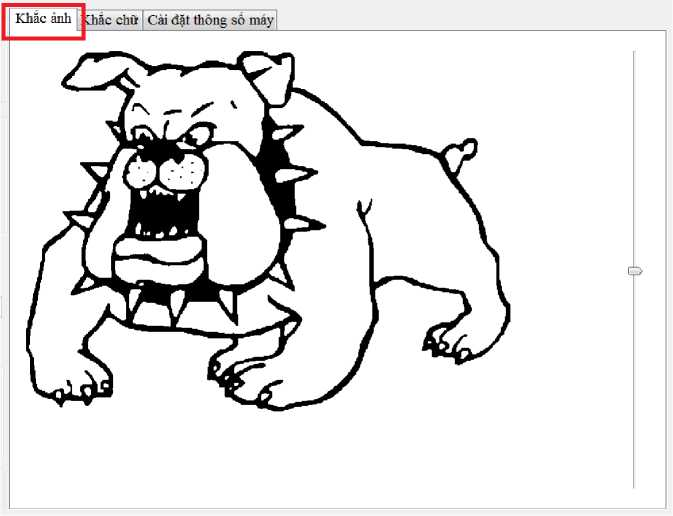 Khắc ảnh Khắc chữ Cài đặt thông số máy